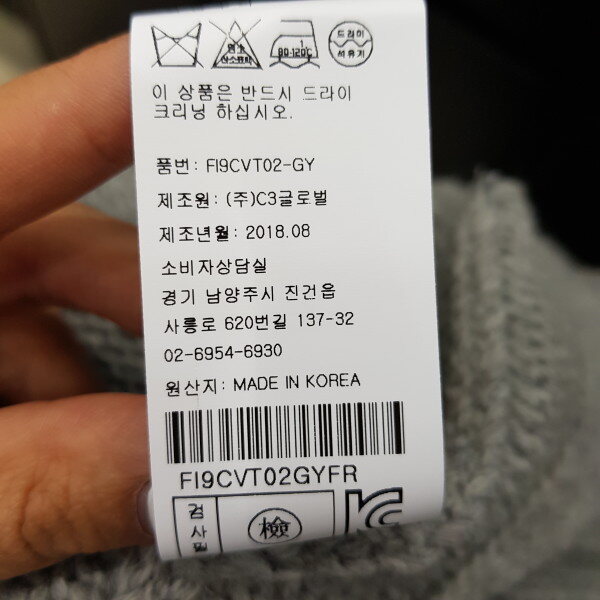 염소
산소표백
80-120℃
드라이
석유계
이 상품은 반드시 드라이
크리닝 하십시오.
품번: FI9CVT02-GY
제조원: (주)C3글로벌
제조년월: 2018.08
소비자상담실
경기 남양주시 진건읍
사릉로 620번길 137-32
02-6954-6930
원산지: MADE IN KOREA
FI9CVT02GYFR
검사필
檢